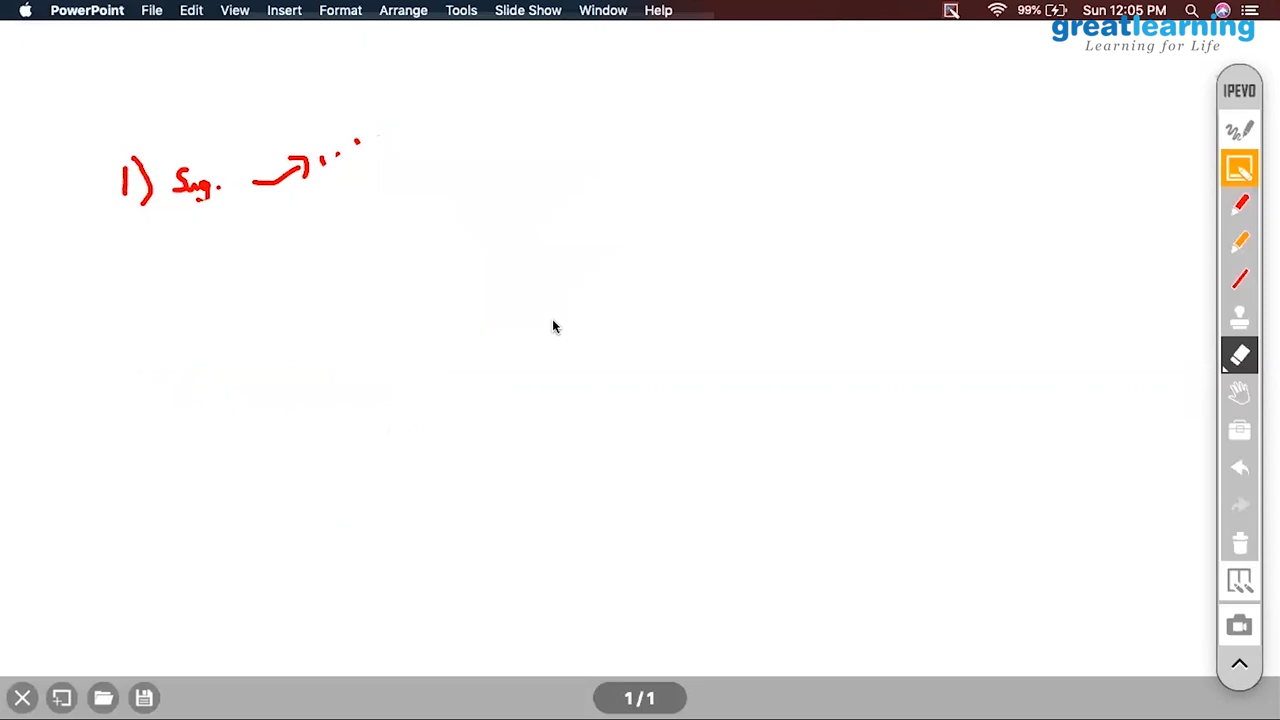 PowerPoint File Edit View Insert Format Arrange Tools Slide Show Window Help 99% Sun 12:05 PM
greatlearning
Learning for Life
IPEVO
1)
1/1